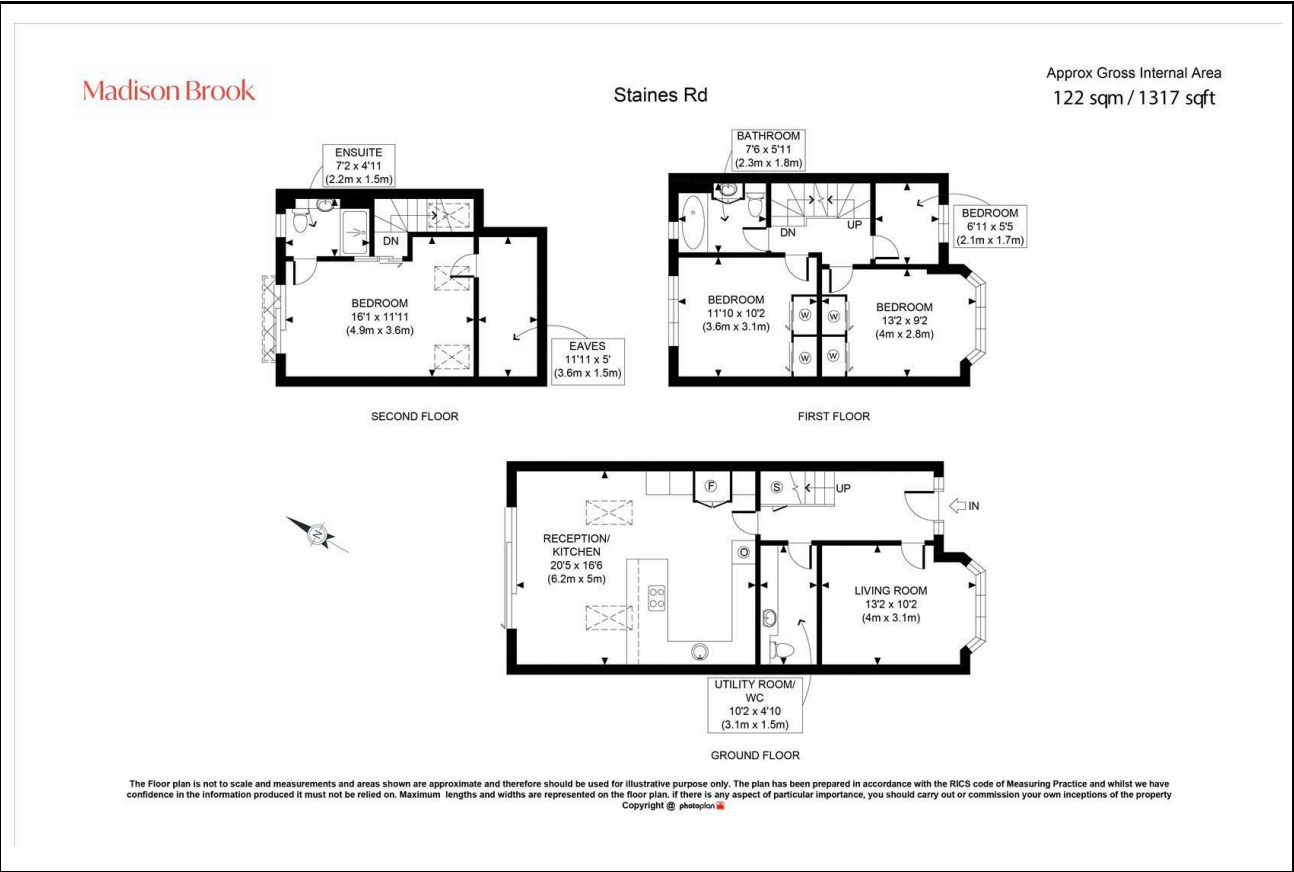 Madison Brook
Staines Rd
Approx Gross Internal Area
122 sqm / 1317 sqft
ENSUITE
7'2 x 4'11
(2.2m x 1.5m)
DN
BEDROOM
16'1 x 11'11
(4.9m x 3.6m)
EAVES
11'11 x 5'
(3.6m x 1.5m)
SECOND FLOOR
BATHROOM
7'6 x 5'11
(2.3m x 1.8m)
DN
UP
BEDROOM
6'11 x 5'5
(2.1m x 1.7m)
BEDROOM
11'10 x 10'2
(3.6m x 3.1m)
W
W
W
W
BEDROOM
13'2 x 9'2
(4m x 2.8m)
FIRST FLOOR
N
RECEPTION/
KITCHEN
20'5 x 16'6
(6.2m x 5m)
F
S
UP
IN
LIVING ROOM
13'2 x 10'2
(4m x 3.1m)
UTILITY ROOM/
WC
10'2 x 4'10
(3.1m x 1.5m)
GROUND FLOOR
The Floor plan is not to scale and measurements and areas shown are approximate and therefore should be used for illustrative purpose only. The plan has been prepared in accordance with the RICS code of Measuring Practice and whilst we have
confidence in the information produced it must not be relied on. Maximum lengths and widths are represented on the floor plan. if there is any aspect of particular importance, you should carry out or commission your own inceptions of the property
Copyright @ photoplan